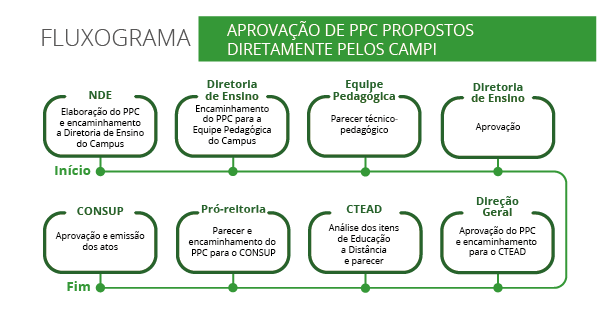 FLUXOGRAMA
APROVAÇÃO DE PPC PROPOSTOS
DIRETAMENTE PELOS CAMPI
NDE
Elaboração do PPC
e encaminhamento
a Diretoria de Ensino
do Campus
Diretoria
de Ensino
Encaminhamento
do PPC para a
Equipe Pedagógica
do Campus
Equipe
Pedagógica
Parecer técnico-
pedagógico
Diretoria
de Ensino
Aprovação
Início
CONSUP
Aprovação e emissão
dos atos
Pró-reitoria
Parecer e
encaminhamento do
PPC para o CONSUP
CTEAD
Análise dos itens
de Educação
a Distância
e parecer
Direção
Geral
Aprovação do PPC
e encaminhamento
para o CTEAD
Fim